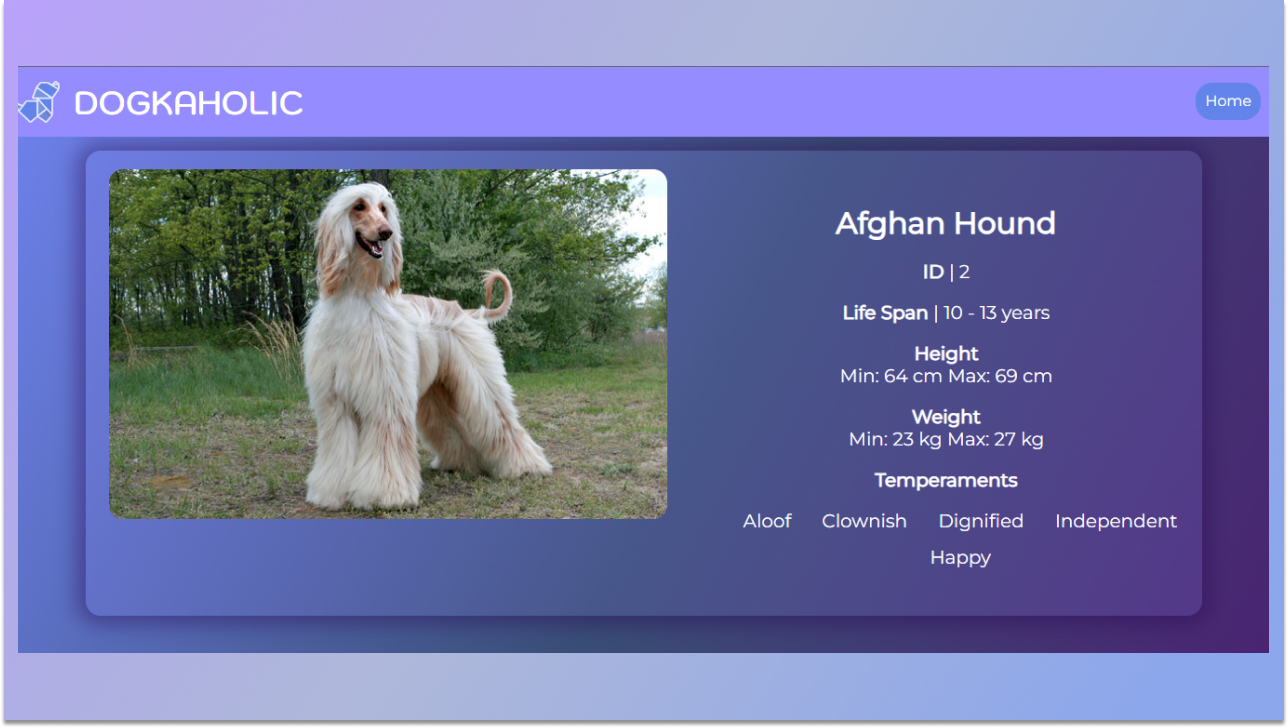 DOGKAHOLIC
Home
Afghan Hound
ID | 2
Life Span | 10 - 13 years
Height
Min: 64 cm Max: 69 cm
Weight
Min: 23 kg Max: 27 kg
Temperaments
Aloof Clownish Dignified Independent
Happy